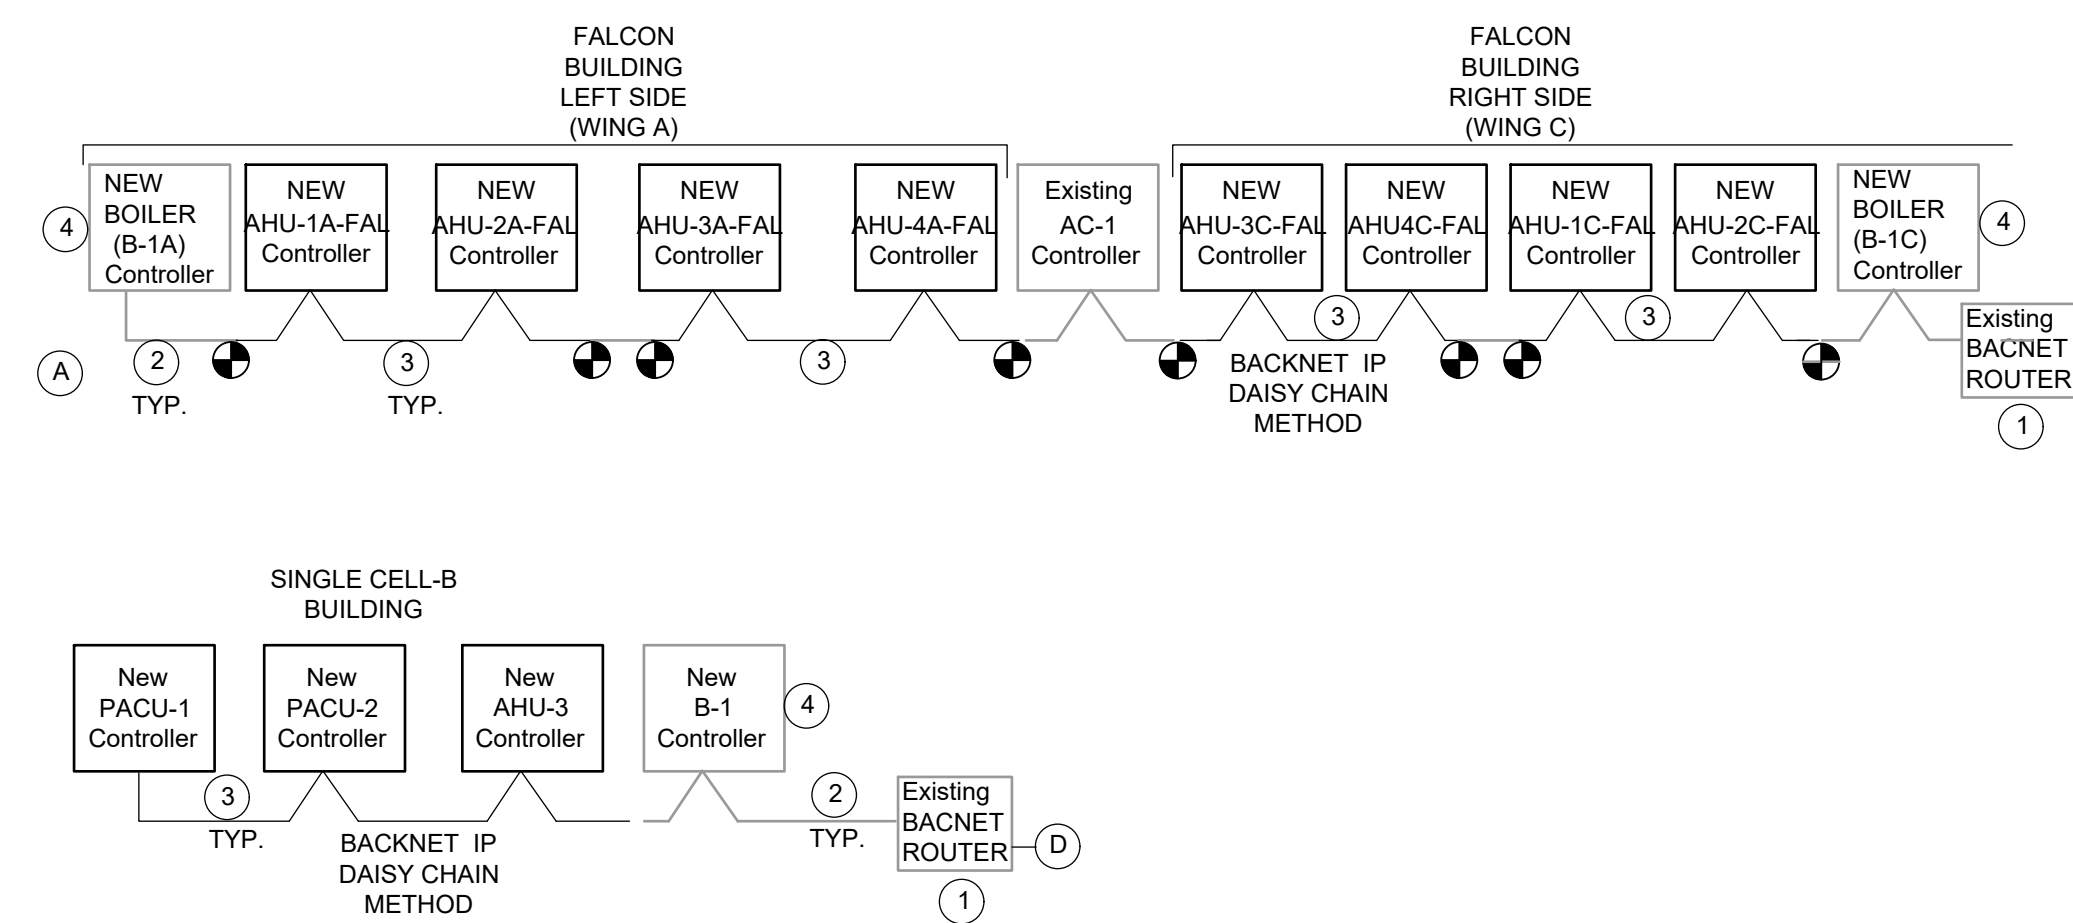 FALCON
BUILDING
LEFT SIDE
(WING A)
FALCON
BUILDING
RIGHT SIDE
(WING C)
4
NEW
BOILER
(B-1A)
Controller
NEW
AHU-1A-FAL
Controller
NEW
AHU-2A-FAL
Controller
NEW
AHU-3A-FAL
Controller
NEW
AHU-4A-FAL
Controller
Existing
AC-1
Controller
NEW
AHU-3C-FAL
Controller
NEW
AHU4C-FAL
Controller
NEW
AHU-1C-FAL
Controller
NEW
AHU-2C-FAL
Controller
NEW
BOILER
(B-1C)
Controller
4
A
2
TYP.
3
TYP.
3
3
BACKNET IP
DAISY CHAIN
METHOD
3
Existing
BACNET
ROUTER
1
SINGLE CELL-B
BUILDING
New
PACU-1
Controller
New
PACU-2
Controller
New
AHU-3
Controller
New
B-1
Controller
4
3
TYP.
BACKNET IP
DAISY CHAIN
METHOD
2
TYP.
Existing
BACNET
ROUTER
D
1